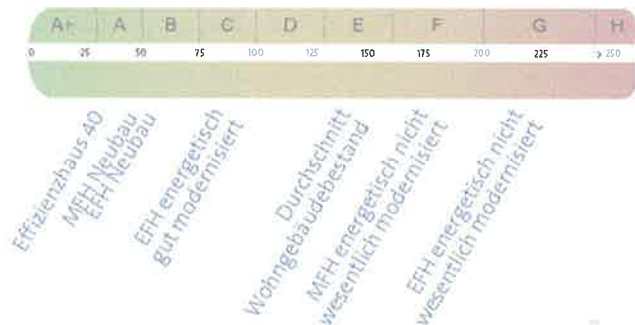 A+ A B C D E F G H
0 25 50 75 100 125 150 175 200 225 > 250
Effizienzhaus 40
MFH Neubau
EFH Neubau
EFH energetisch
gut modernisiert
Durchschnitt
Wohngebäudebestand
MFH energetisch nicht
wesentlich modernisiert
EFH energetisch nicht
wesentlich modernisiert